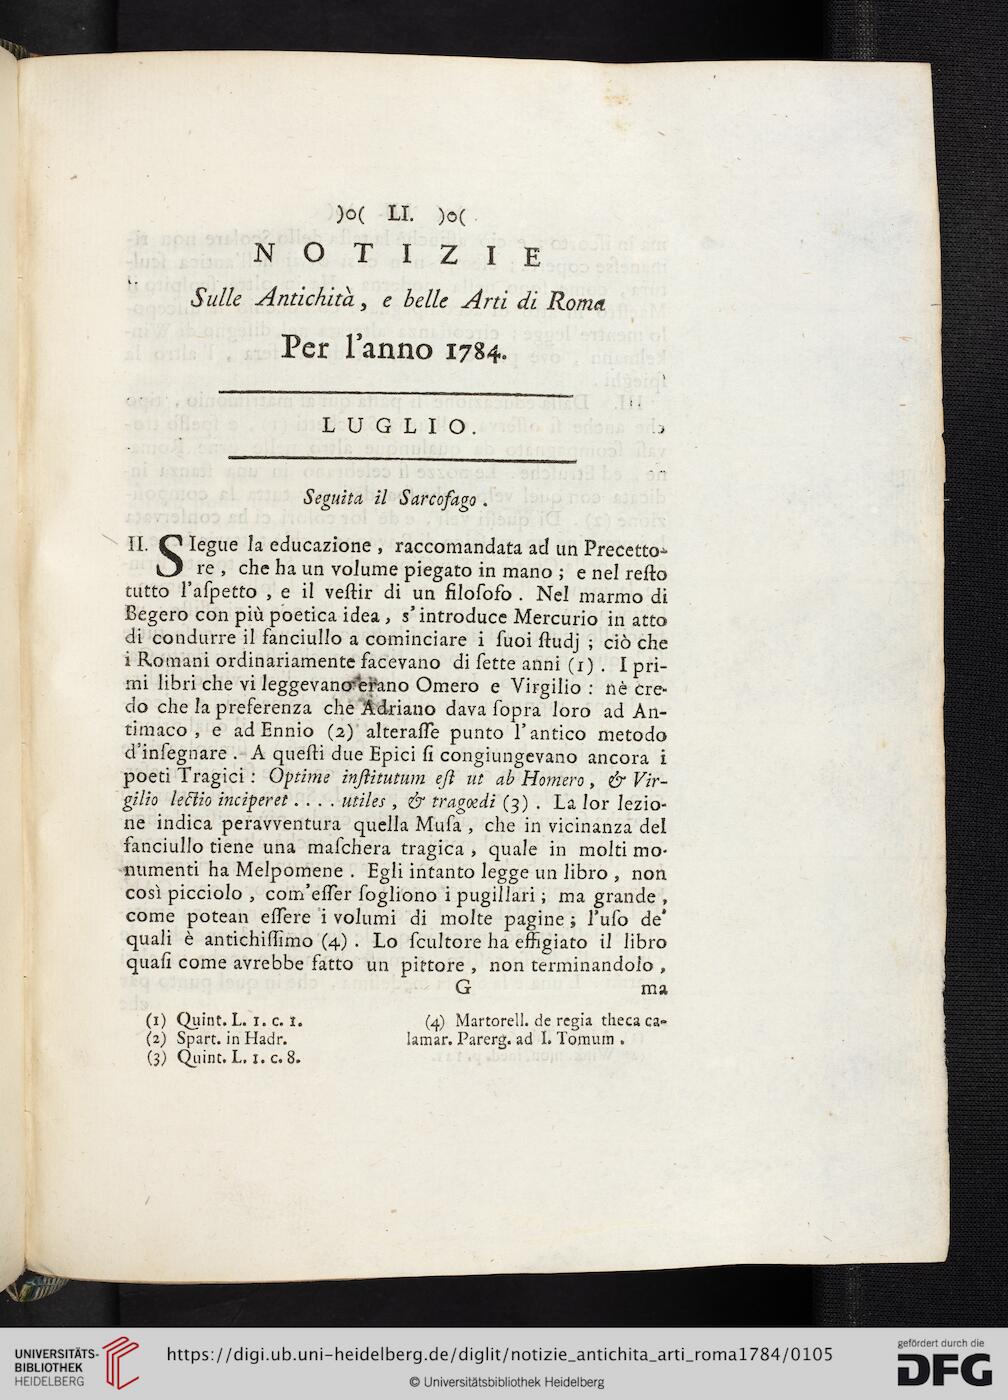 )o( LI. )o(
NOTIZIE
Sulle Antichità, e belle Arti di Roma
Per l'anno 1784.
LUGLIO.
Seguita il Sarcofago.
II. SIegue la educazione, raccomandata ad un Precetto-
re, che ha un volume piegato in mano; e nel reſto
tutto l'aſpetto, e il veſtir di un filoſofo. Nel marmo di
Begero con più poetica idea, s'introduce Mercurio in atto
di condurre il fanciullo a cominciare i ſuoi ſtudj; ciò che
i Romani ordinariamente facevano di ſette anni (1). I pri-
mi libri che vi leggevano erano Omero e Virgilio: nè cre-
do che la preferenza che Adriano dava ſopra loro ad An-
timaco, e ad Ennio (2) alteraſſe punto l'antico metodo
d'inſegnare. A queſti due Epici ſi congiungevano ancora i
poeti Tragici: Optime inſtitutum eſt ut ab Homero, & Vir-
gilio lectio inciperet.... utiles, & tragœdi (3). La lor lezio-
ne indica peravventura quella Muſa, che in vicinanza del
fanciullo tiene una maſchera tragica, quale in molti mo-
numenti ha Melpomene. Egli intanto legge un libro, non
così picciolo, com'eſſer ſogliono i pugillari; ma grande,
come potean eſſere i volumi di molte pagine; l'uſo de'
quali è antichiſſimo (4). Lo ſcultore ha effigiato il libro
quaſi come avrebbe fatto un pittore, non terminandolo,
G ma
(1) Quint. L. 1. c. 1.
(2) Spart. in Hadr.
(3) Quint. L. 1. c. 8.
(4) Martorell. de regia theca ca-
lamar. Parerg. ad I. Tomum.
UNIVERSITÄTS-
BIBLIOTHEK
HEIDELBERG
https://digi.ub.uni-heidelberg.de/diglit/notizie_antichita_arti_roma1784/0105
© Universitätsbibliothek Heidelberg
gefördert durch die
DFG